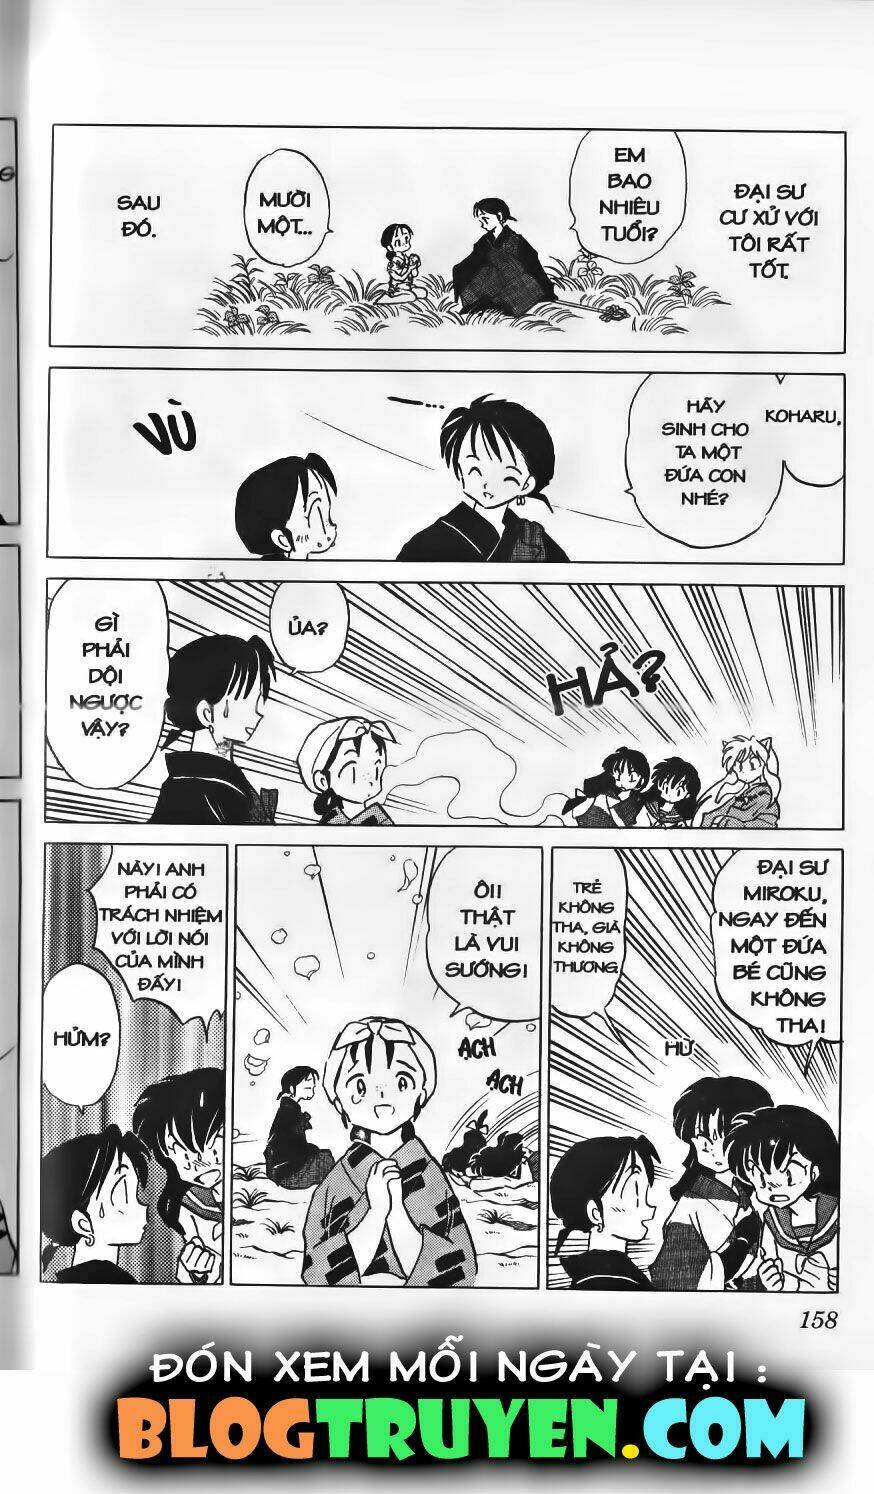 ĐẠI SƯ
CƯ XỬ VỚI
TÔI RẤT
TỐT.
EM
BAO
NHIÊU
TUỔI?
MƯỜI
MỘT...
SAU
ĐÓ.
KOHARU,
HÃY
SINH CHO
TA MỘT
ĐỨA CON
NHÉ?
VÙ
HẢ?
ỦA?
GÌ
PHẢI
DỘI
NGƯỢC
VẬY?
ĐẠI SƯ
MIROKU,
NGAY ĐẾN
MỘT ĐỨA
BÉ CŨNG
KHÔNG
THA!
TRẺ
KHÔNG
THA, GIÀ
KHÔNG
THƯƠNG.
HỪ
ÔI!
THẬT
LÀ VUI
SƯỚNG!
ẠCH
ẠCH
NÀY! ANH
PHẢI CÓ
TRÁCH NHIỆM
VỚI LỜI NÓI
CỦA MÌNH
ĐẤY!
HỬM?
158
ĐÓN XEM MỖI NGÀY TẠI :
BLOGTRUYEN.COM